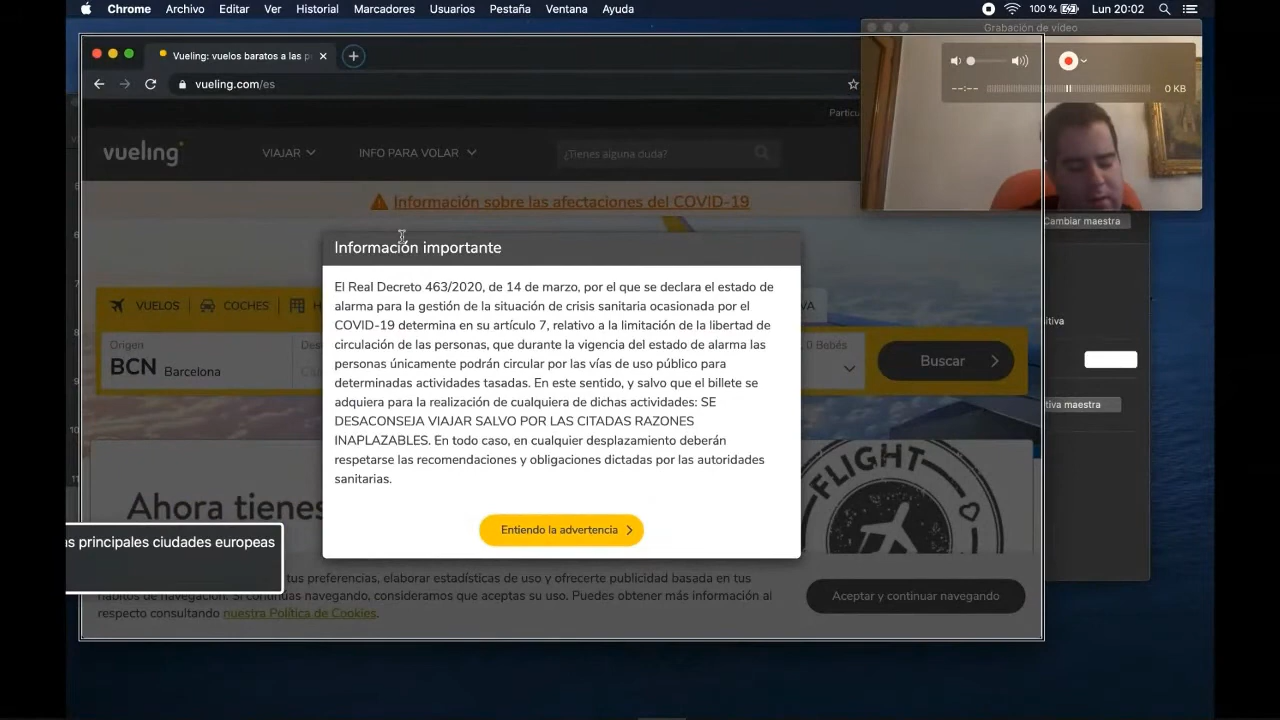 Chrome Archivo Editar Ver Historial Marcadores Usuarios Pestaña Ventana Ayuda 100 % Lun 20:02
Grabación de vídeo
Vueling: vuelos baratos a las p
vueling.com/es
--:-- 0 KB
Particu
vueling VIAJAR INFO PARA VOLAR ¿Tienes alguna duda?
Información sobre las afectaciones del COVID-19
Cambiar maestra
Información importante
El Real Decreto 463/2020, de 14 de marzo, por el que se declara el estado de
alarma para la gestión de la situación de crisis sanitaria ocasionada por el
COVID-19 determina en su artículo 7, relativo a la limitación de la libertad de
circulación de las personas, que durante la vigencia del estado de alarma las
personas únicamente podrán circular por las vías de uso público para
determinadas actividades tasadas. En este sentido, y salvo que el billete se
adquiera para la realización de cualquiera de dichas actividades: SE
DESACONSEJA VIAJAR SALVO POR LAS CITADAS RAZONES
INAPLAZABLES. En todo caso, en cualquier desplazamiento deberán
respetarse las recomendaciones y obligaciones dictadas por las autoridades
sanitarias.
Entiendo la advertencia
VUELOS COCHES H VA
itiva
Origen Des 0 Bebés
BCN Barcelona
Buscar
tiva maestra
Ahora tienes
FLIGHT
as principales ciudades europeas
tus preferencias, elaborar estadísticas de uso y ofrecerte publicidad basada en tus
hábitos de navegación. Si continúas navegando, consideramos que aceptas su uso. Puedes obtener más información al
respecto consultando nuestra Política de Cookies.
Aceptar y continuar navegando